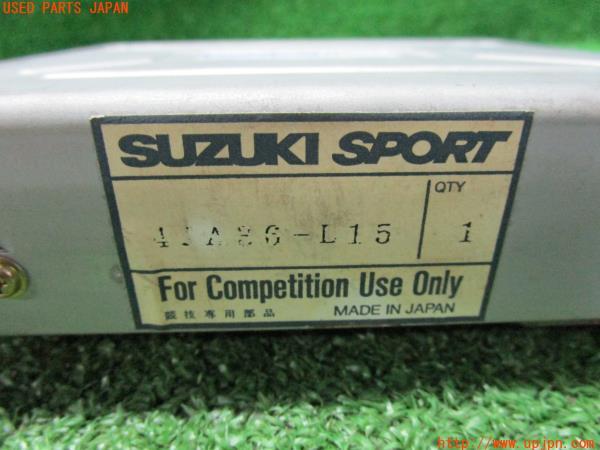 USED PARTS JAPAN
SUZUKI SPORT
QTY
1
For Competition Use Only
競技専用部品
MADE IN JAPAN
http://www.upjpn.com/